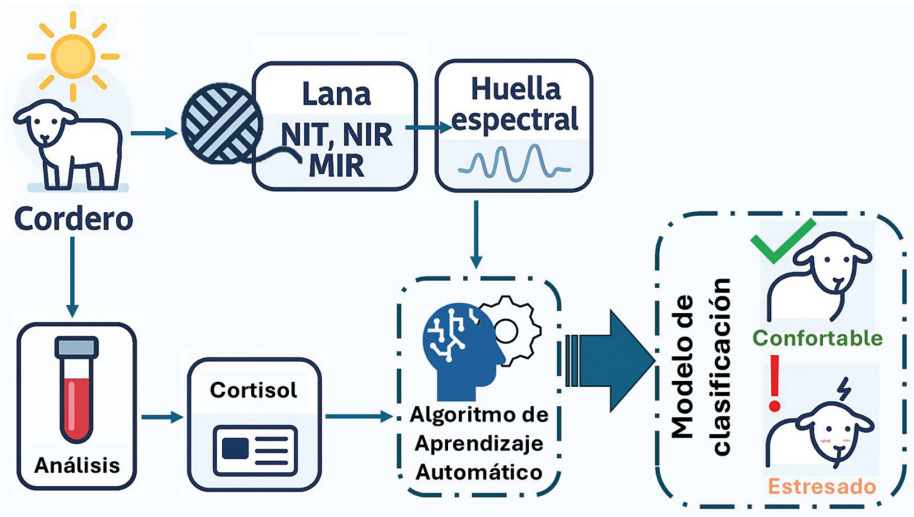 Cordero
Lana
NIT, NIR
MIR
Huella
espectral
Análisis
Cortisol
Algoritmo de
Aprendizaje
Automático
Modelo de
clasificación
Confortable
!
Estresado